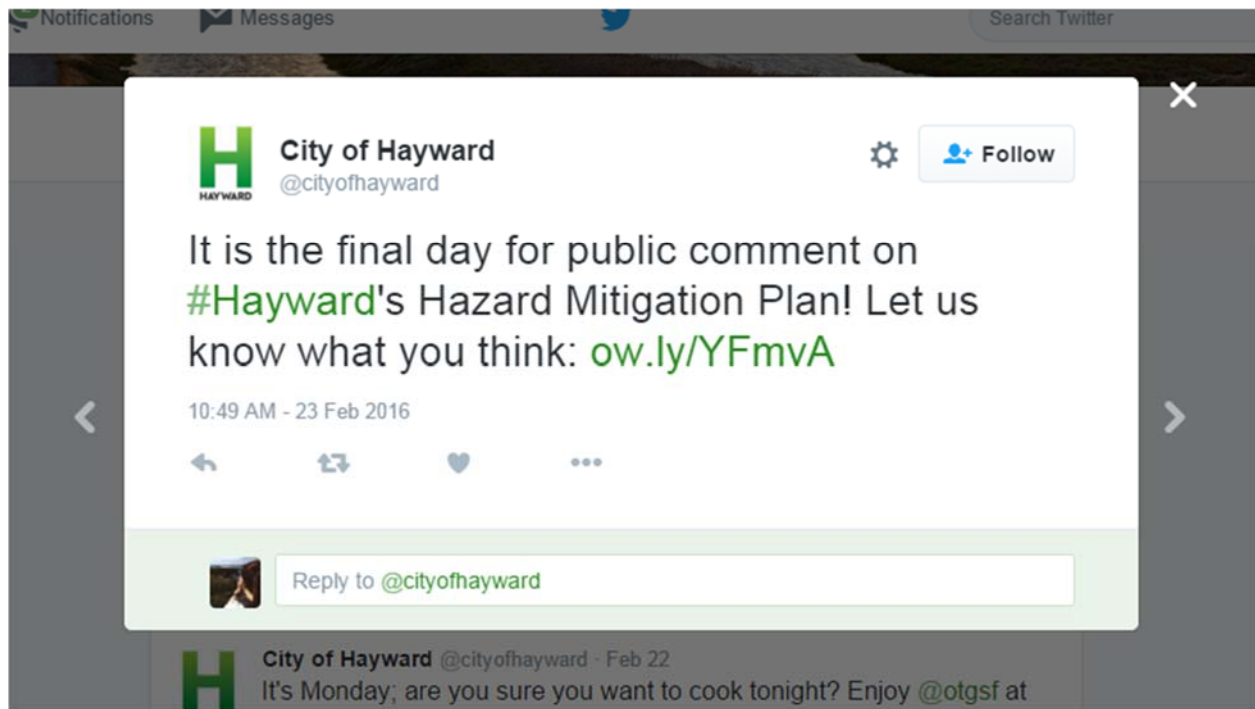 Notifications Messages Search Twitter
HAYWARD
City of Hayward
@cityofhayward
Follow
It is the final day for public comment on
#Hayward's Hazard Mitigation Plan! Let us
know what you think: ow.ly/YFmvA
10:49 AM - 23 Feb 2016
Reply to @cityofhayward
City of Hayward @cityofhayward · Feb 22
It's Monday; are you sure you want to cook tonight? Enjoy @otgsf at